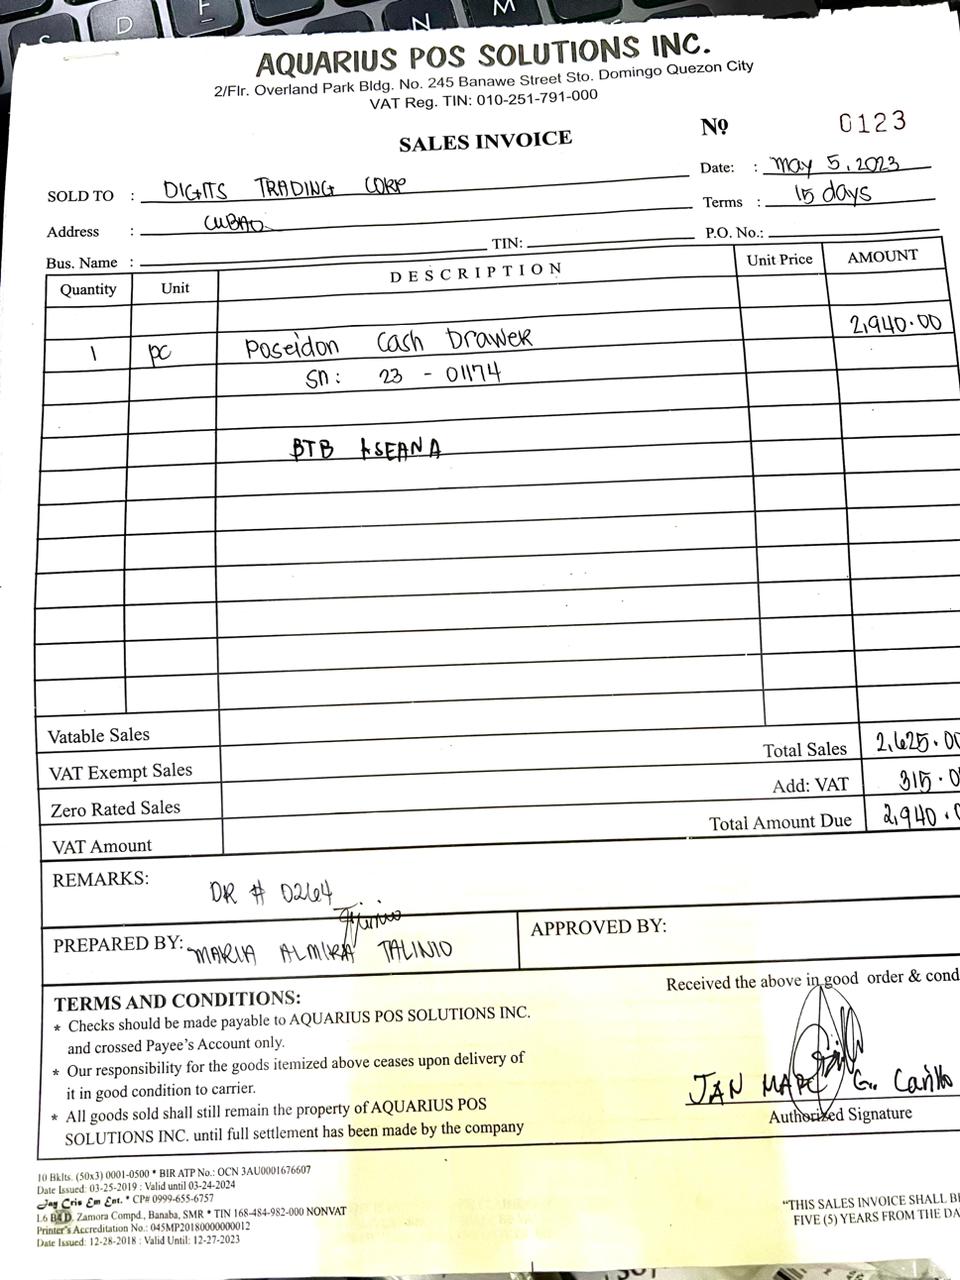 AQUARIUS POS SOLUTIONS INC.
2/Flr. Overland Park Bldg. No. 245 Banawe Street Sto. Domingo Quezon City
VAT Reg. TIN: 010-251-791-000
SALES INVOICE
No 0123
Date: : May 5, 2023
SOLD TO : DIGITS TRADING CORP
Terms : 15 days
Address : CUBAO
P.O. No.:
Bus. Name : TIN:
Quantity Unit DESCRIPTION Unit Price AMOUNT
1 pc Poseidon Cash Drawer 2,940.00
Sn: 23 - 01174
BTB ASEANA
Vatable Sales
Total Sales 2,625.00
VAT Exempt Sales
Add: VAT 315.0
Zero Rated Sales
Total Amount Due 2,940.0
VAT Amount
REMARKS: DR # 0264
PREPARED BY: MARIA ALMIRA TALINIO
APPROVED BY:
Received the above in good order & cond
TERMS AND CONDITIONS:
* Checks should be made payable to AQUARIUS POS SOLUTIONS INC.
and crossed Payee's Account only.
* Our responsibility for the goods itemized above ceases upon delivery of
it in good condition to carrier.
* All goods sold shall still remain the property of AQUARIUS POS
SOLUTIONS INC. until full settlement has been made by the company
JAN MARC G. Carillo
Authorized Signature
10 Bklts. (50x3) 0001-0500 * BIR ATP No.: OCN 3AU0001676607
Date Issued: 03-25-2019 : Valid until 03-24-2024
Jay Cris Em Ent. * CP# 0999-655-6757
L6 B4 D. Zamora Compd., Banaba, SMR * TIN 168-484-982-000 NONVAT
Printer's Accreditation No.: 045MP20180000000012
Date Issued: 12-28-2018 : Valid Until: 12-27-2023
"THIS SALES INVOICE SHALL BE
FIVE (5) YEARS FROM THE DA